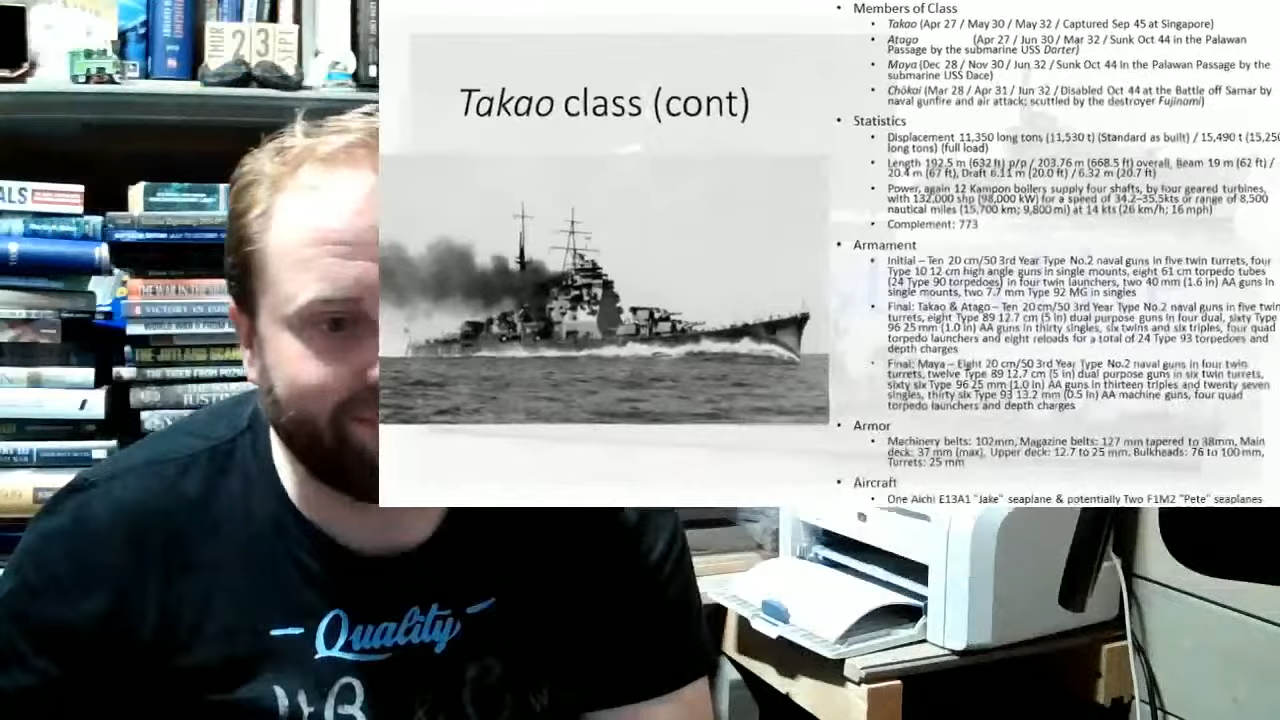 THUR 23 SEPT
Takao class (cont)
• Members of Class
• Takao (Apr 27 / May 30 / May 32 / Captured Sep 45 at Singapore)
• Atago (Apr 27 / Jun 30 / Mar 32 / Sunk Oct 44 in the Palawan
Passage by the submarine USS Darter)
• Maya (Dec 28 / Nov 30 / Jun 32 / Sunk Oct 44 In the Palawan Passage by the
submarine USS Dace)
• Chōkai (Mar 28 / Apr 31 / Jun 32 / Disabled Oct 44 at the Battle off Samar by
naval gunfire and air attack; scuttled by the destroyer Fujinami)
• Statistics
• Displacement 11,350 long tons (11,530 t) (Standard as built) / 15,490 t (15,250
long tons) (full load)
• Length 192.5 m (632 ft) p/p / 203.76 m (668.5 ft) overall, Beam 19 m (62 ft) /
20.4 m (67 ft), Draft 6.11 m (20.0 ft) / 6.32 m (20.7 ft)
• Power, again 12 Kampon boilers supply four shafts, by four geared turbines,
with 132,000 shp (98,000 kW) for a speed of 34.2–35.5kts or range of 8,500
nautical miles (15,700 km; 9,800 mi) at 14 kts (26 km/h; 16 mph)
• Complement: 773
• Armament
• Initial – Ten 20 cm/50 3rd Year Type No.2 naval guns in five twin turrets, four
Type 10 12 cm high angle guns in single mounts, eight 61 cm torpedo tubes
(24 Type 90 torpedoes) in four twin launchers, two 40 mm (1.6 in) AA guns In
single mounts, two 7.7 mm Type 92 MG in singles
• Final: Takao & Atago – Ten 20 cm/50 3rd Year Type No.2 naval guns in five twin
turrets, eight Type 89 12.7 cm (5 in) dual purpose guns in four dual, sixty Type
96 25 mm (1.0 in) AA guns in thirty singles, six twins and six triples, four quad
torpedo launchers and eight reloads for a total of 24 Type 93 torpedoes and
depth charges
• Final: Maya – Eight 20 cm/50 3rd Year Type No.2 naval guns in four twin
turrets, twelve Type 89 12.7 cm (5 in) dual purpose guns in six twin turrets,
sixty six Type 96 25 mm (1.0 in) AA guns in thirteen triples and twenty seven
singles, thirty six Type 93 13.2 mm (0.5 in) AA machine guns, four quad
torpedo launchers and depth charges
• Armor
• Machinery belts: 102mm, Magazine belts: 127 mm tapered to 38mm, Main
deck: 37 mm (max), Upper deck: 12.7 to 25 mm, Bulkheads: 76 to 100 mm,
Turrets: 25 mm
• Aircraft
• One Aichi E13A1 "Jake" seaplane & potentially Two F1M2 "Pete" seaplanes
ALS
THE WAR IN THE
WORLD WAR II FROM
THE TIGER FROM
Quality